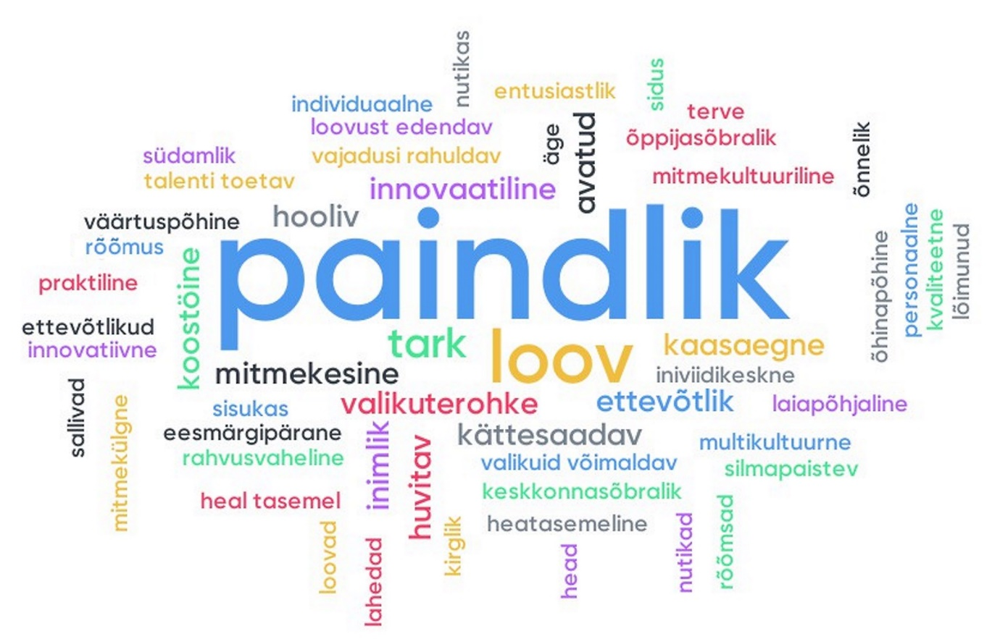 nutikas
sidus
entusiastlik
individuaalne
terve
loovust edendav
äge
avatud
õppijasõbralik
õnnelik
südamlik
vajadusi rahuldav
talenti toetav
innovaatiline
mitmekultuuriline
väärtuspõhine
hooliv
rõõmus
paindlik
õhinapõhine
personaalne
kvaliteetne
lõimunud
praktiline
koostöine
ettevõtlikud
innovatiivne
tark
loov
kaasaegne
mitmekesine
iniviidikeskne
sallivad
mitmekülgne
sisukas
valikuterohke
ettevõtlik
laiapõhjaline
eesmärgipärane
inimlik
huvitav
kättesaadav
multikultuurne
rahvusvaheline
valikuid võimaldav
silmapaistev
heal tasemel
keskkonnasõbralik
loovad
lahedad
kirglik
heatasemeline
head
nutikad
rõõmsad